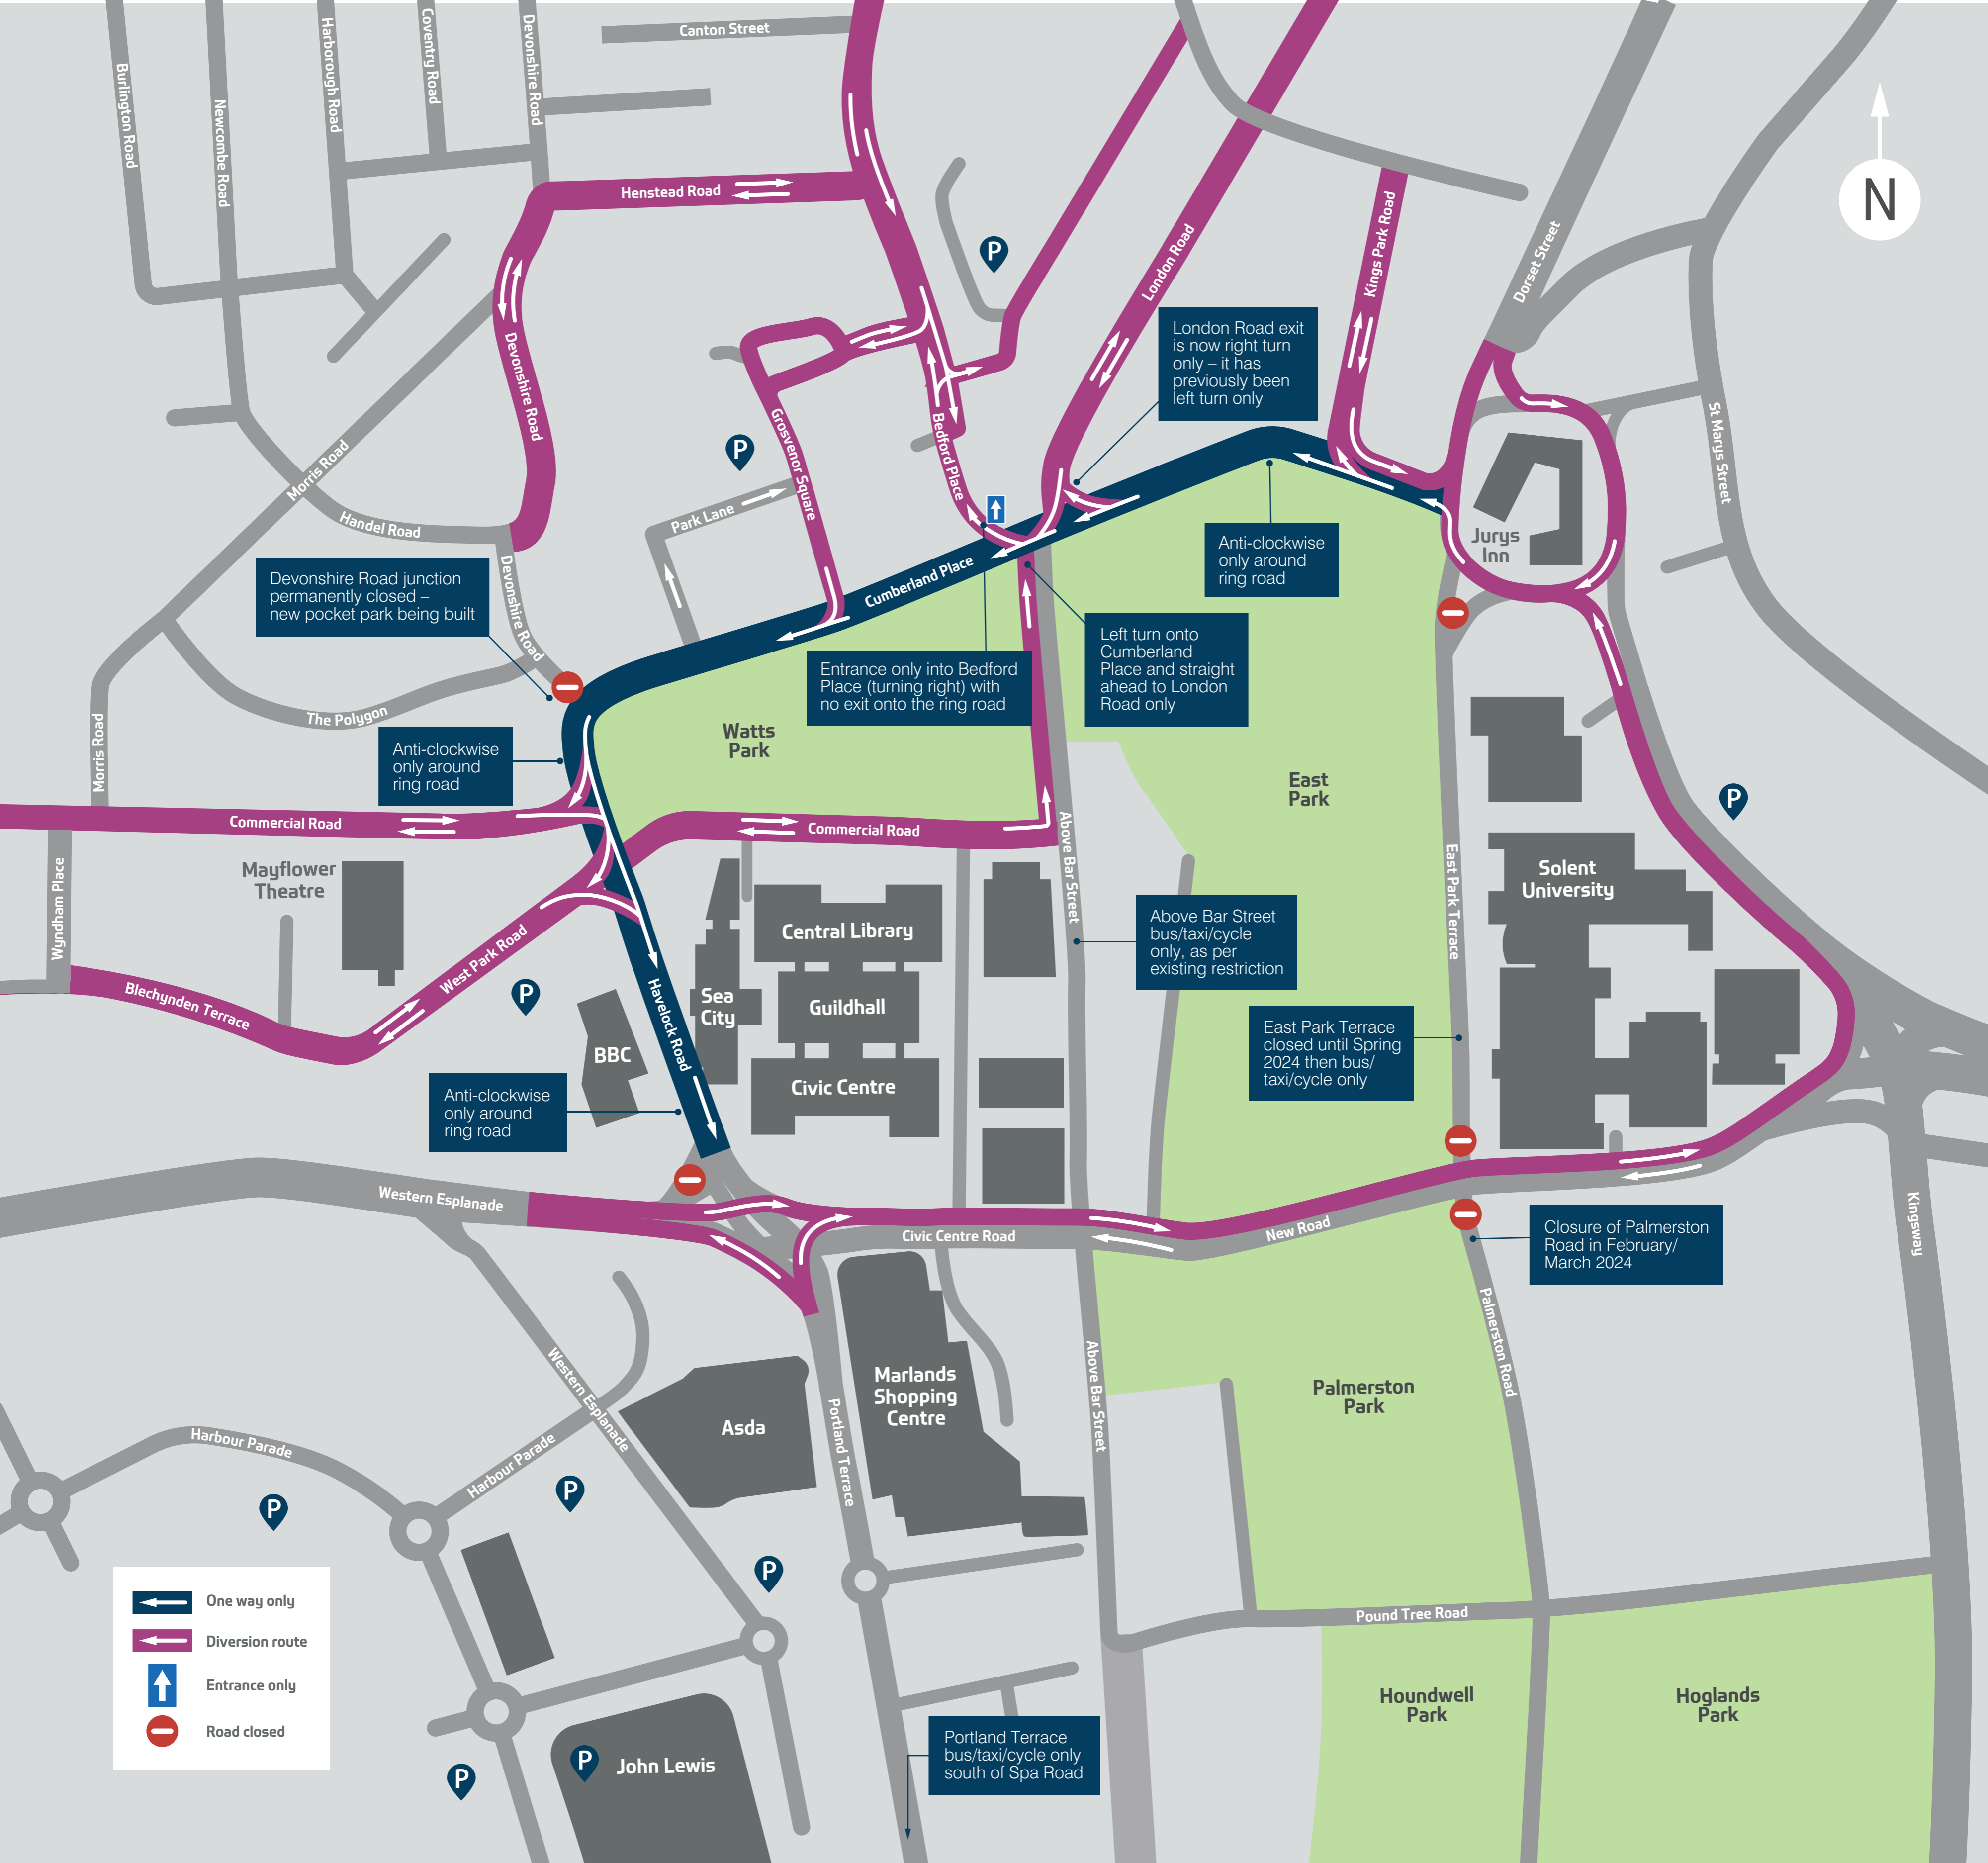 Canton Street
Burlington Road
Newcombe Road
Harborough Road
Coventry Road
Devonshire Road
N
Henstead Road
P
London Road
Kings Park Road
Dorset Street
St Marys Street
London Road exit
is now right turn
only – it has
previously been
left turn only
Devonshire Road
Morris Road
Handel Road
P
Grosvenor Square
Bedford Place
Park Lane
Jurys
Inn
Anti-clockwise
only around
ring road
Devonshire Road junction
permanently closed –
new pocket park being built
Devonshire Road
Cumberland Place
Left turn onto
Cumberland
Place and straight
ahead to London
Road only
Entrance only into Bedford
Place (turning right) with
no exit onto the ring road
The Polygon
Morris Road
Watts
Park
East
Park
P
Anti-clockwise
only around
ring road
Commercial Road
Commercial Road
Above Bar Street
East Park Terrace
Solent
University
Mayflower
Theatre
Wyndham Place
Central Library
Above Bar Street
bus/taxi/cycle
only, as per
existing restriction
West Park Road
Blechynden Terrace
P
Havelock Road
Sea
City
Guildhall
East Park Terrace
closed until Spring
2024 then bus/
taxi/cycle only
BBC
Civic Centre
Anti-clockwise
only around
ring road
Western Esplanade
Civic Centre Road
New Road
Kingsway
Closure of Palmerston
Road in February/
March 2024
Palmerston Road
Western Esplanade
Marlands
Shopping
Centre
Above Bar Street
Palmerston
Park
Asda
Portland Terrace
Harbour Parade
Harbour Parade
P
P
P
Pound Tree Road
One way only
Diversion route
Entrance only
Road closed
Houndwell
Park
Hoglands
Park
Portland Terrace
bus/taxi/cycle only
south of Spa Road
P
P
John Lewis